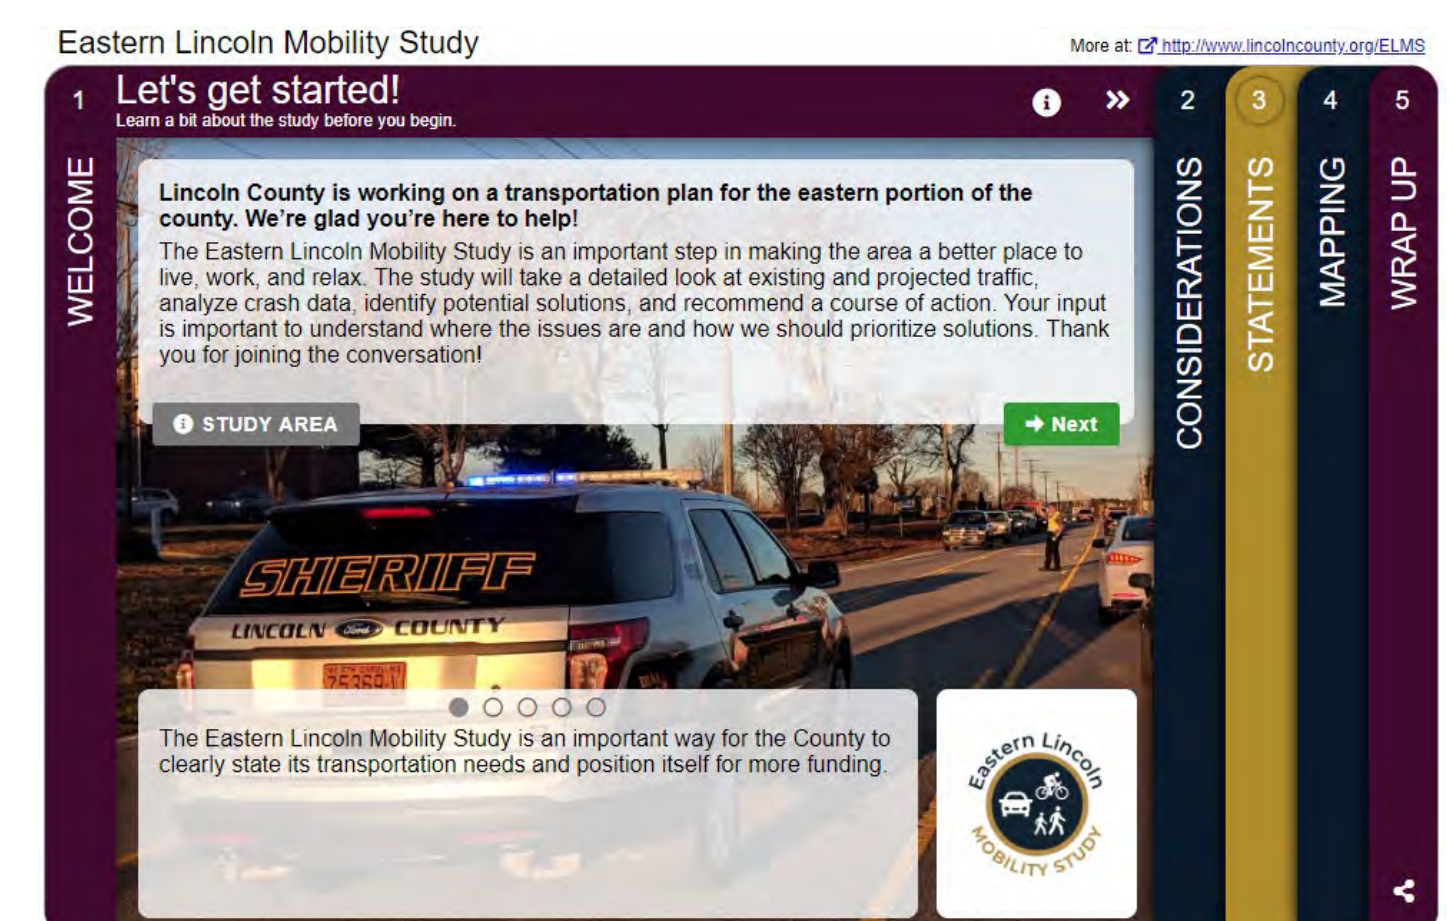 Eastern Lincoln Mobility Study
More at: http://www.lincolncounty.org/ELMS
1
WELCOME
Let's get started!
Learn a bit about the study before you begin.
Lincoln County is working on a transportation plan for the eastern portion of the
county. We're glad you're here to help!
The Eastern Lincoln Mobility Study is an important step in making the area a better place to
live, work, and relax. The study will take a detailed look at existing and projected traffic,
analyze crash data, identify potential solutions, and recommend a course of action. Your input
is important to understand where the issues are and how we should prioritize solutions. Thank
you for joining the conversation!
STUDY AREA
Next
SHERIFF
LINCOLN Ford COUNTY
The Eastern Lincoln Mobility Study is an important way for the County to
clearly state its transportation needs and position itself for more funding.
Eastern Lincoln
MOBILITY STUDY
2
CONSIDERATIONS
3
STATEMENTS
4
MAPPING
5
WRAP UP